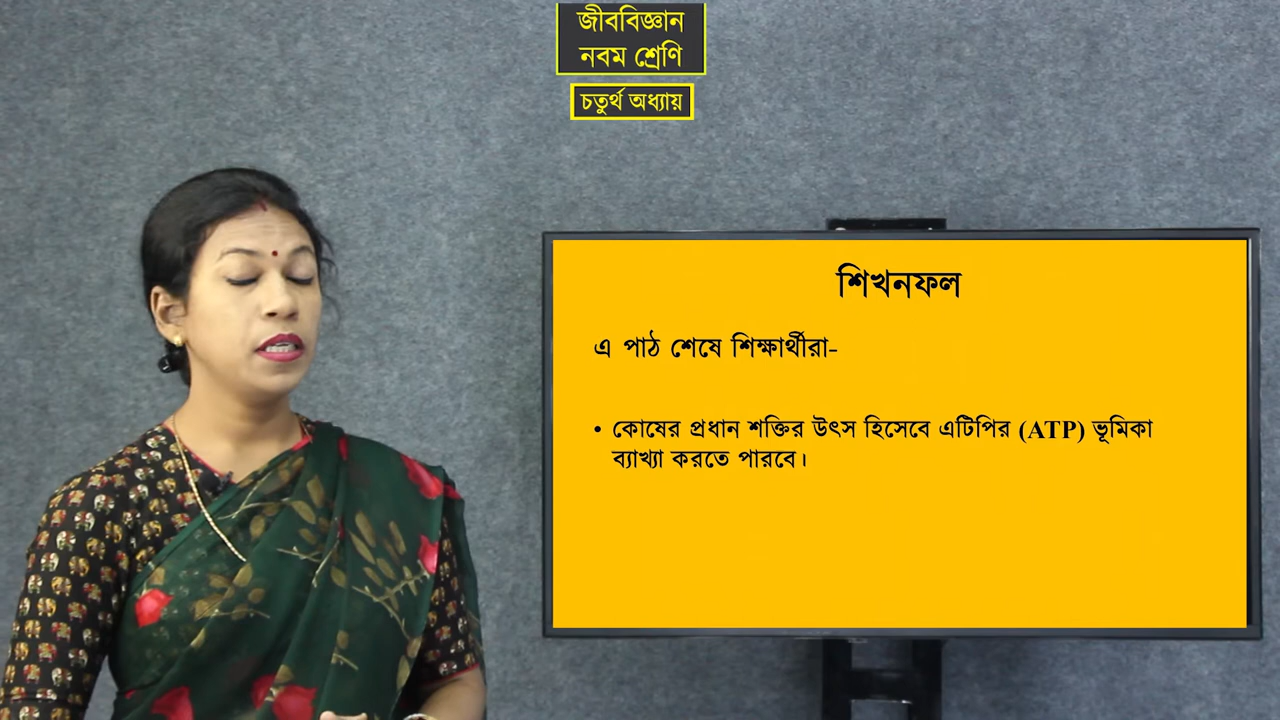 জীববিজ্ঞান
নবম শ্রেণি
চতুর্থ অধ্যায়
শিখনফল
এ পাঠ শেষে শিক্ষার্থীরা-
• কোষের প্রধান শক্তির উৎস হিসেবে এটিপির (ATP) ভূমিকা
ব্যাখ্যা করতে পারবে।